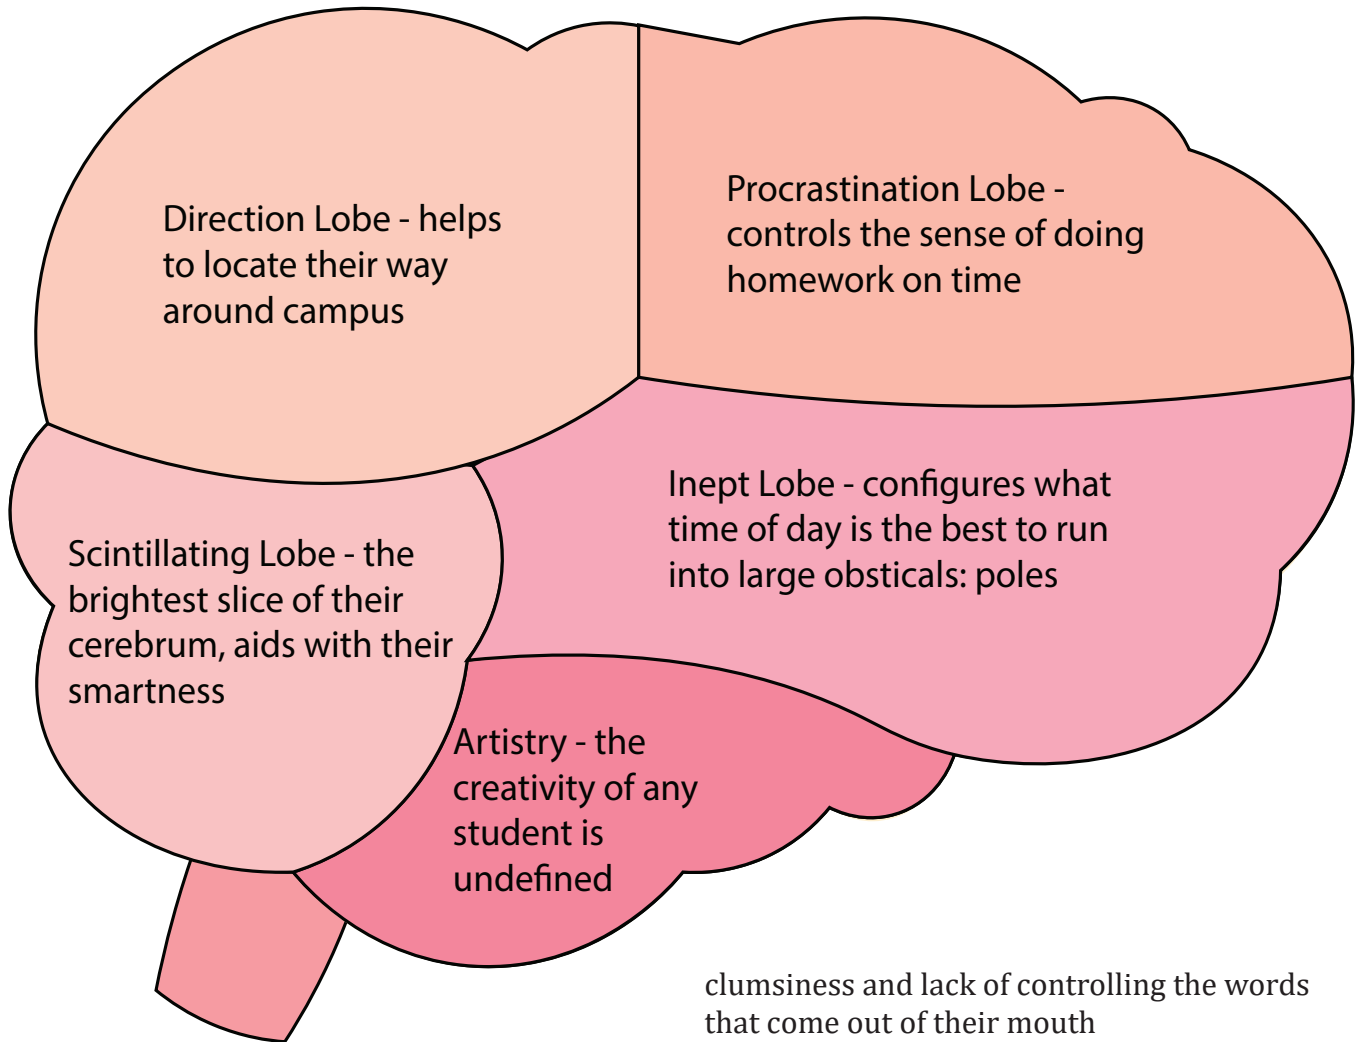 Direction Lobe - helps
to locate their way
around campus
Procrastination Lobe -
controls the sense of doing
homework on time
Scintillating Lobe - the
brightest slice of their
cerebrum, aids with their
smartness
Inept Lobe - configures what
time of day is the best to run
into large obsticals: poles
Artistry - the
creativity of any
student is
undefined
clumsiness and lack of controlling the words
that come out of their mouth